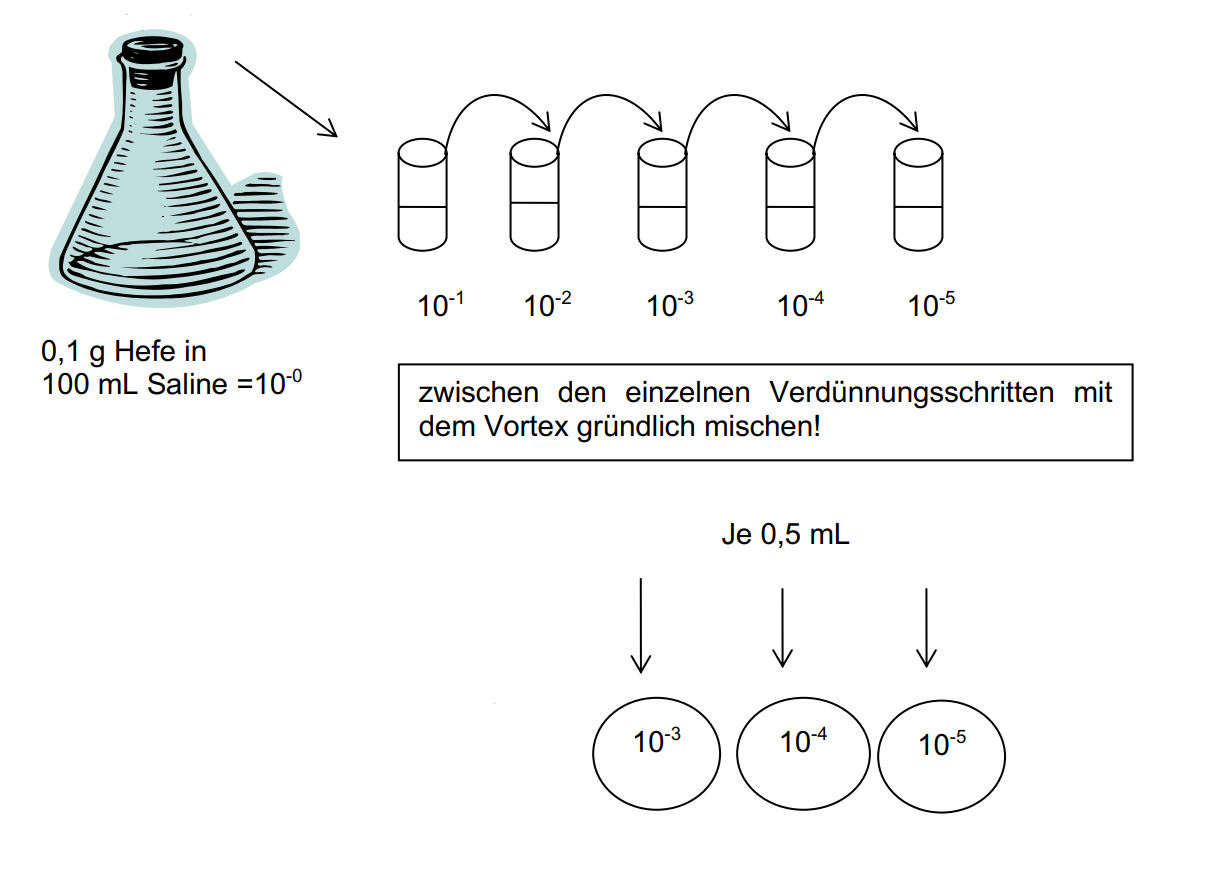 10⁻¹ 10⁻² 10⁻³ 10⁻⁴ 10⁻⁵
0,1 g Hefe in
100 mL Saline =10⁻⁰
zwischen den einzelnen Verdünnungsschritten mit
dem Vortex gründlich mischen!
Je 0,5 mL
10⁻³ 10⁻⁴ 10⁻⁵